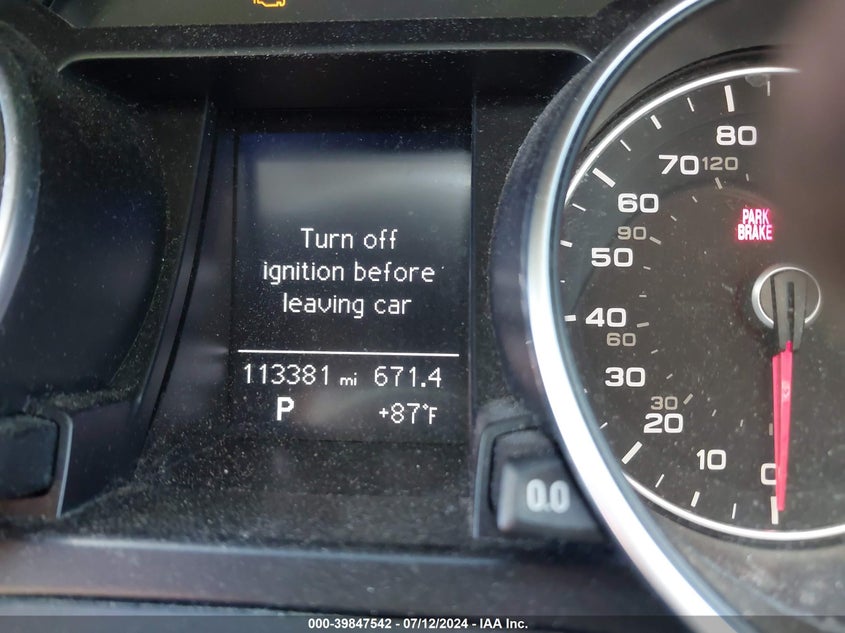 Turn off
ignition before
leaving car
113381 mi 671.4
P +87°F
0.0
80
70 120
60
90
50
40
60
30
30
20
10
0
PARK
BRAKE
000-39847542 / 07/12/2024 - IAA Inc.